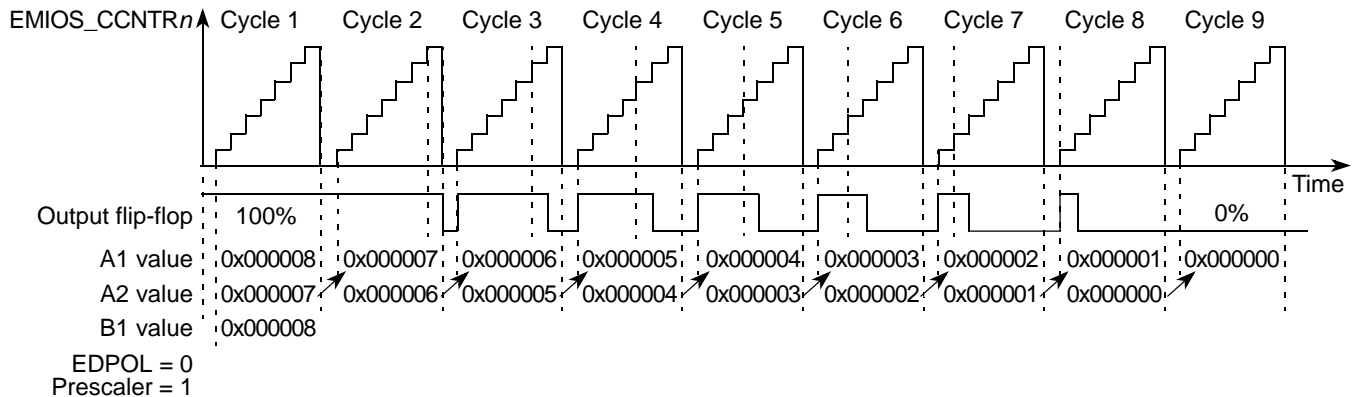 EMIOS_CCNTRn Cycle 1 Cycle 2 Cycle 3 Cycle 4 Cycle 5 Cycle 6 Cycle 7 Cycle 8 Cycle 9
Time
Output flip-flop 100% 0%
A1 value 0x000008 0x000007 0x000006 0x000005 0x000004 0x000003 0x000002 0x000001 0x000000
A2 value 0x000007 0x000006 0x000005 0x000004 0x000003 0x000002 0x000001 0x000000
B1 value 0x000008
EDPOL = 0
Prescaler = 1